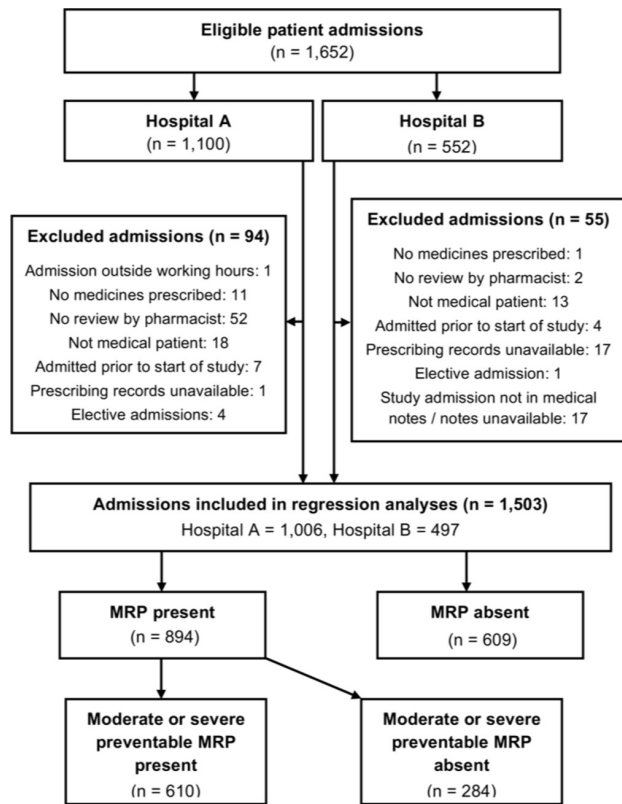 Eligible patient admissions
(n = 1,652)
Hospital A
(n = 1,100)
Hospital B
(n = 552)
Excluded admissions (n = 94)
Admission outside working hours: 1
No medicines prescribed: 11
No review by pharmacist: 52
Not medical patient: 18
Admitted prior to start of study: 7
Prescribing records unavailable: 1
Elective admissions: 4
Excluded admissions (n = 55)
No medicines prescribed: 1
No review by pharmacist: 2
Not medical patient: 13
Admitted prior to start of study: 4
Prescribing records unavailable: 17
Elective admission: 1
Study admission not in medical
notes / notes unavailable: 17
Admissions included in regression analyses (n = 1,503)
Hospital A = 1,006, Hospital B = 497
MRP present
(n = 894)
MRP absent
(n = 609)
Moderate or severe
preventable MRP
present
(n = 610)
Moderate or severe
preventable MRP
absent
(n = 284)